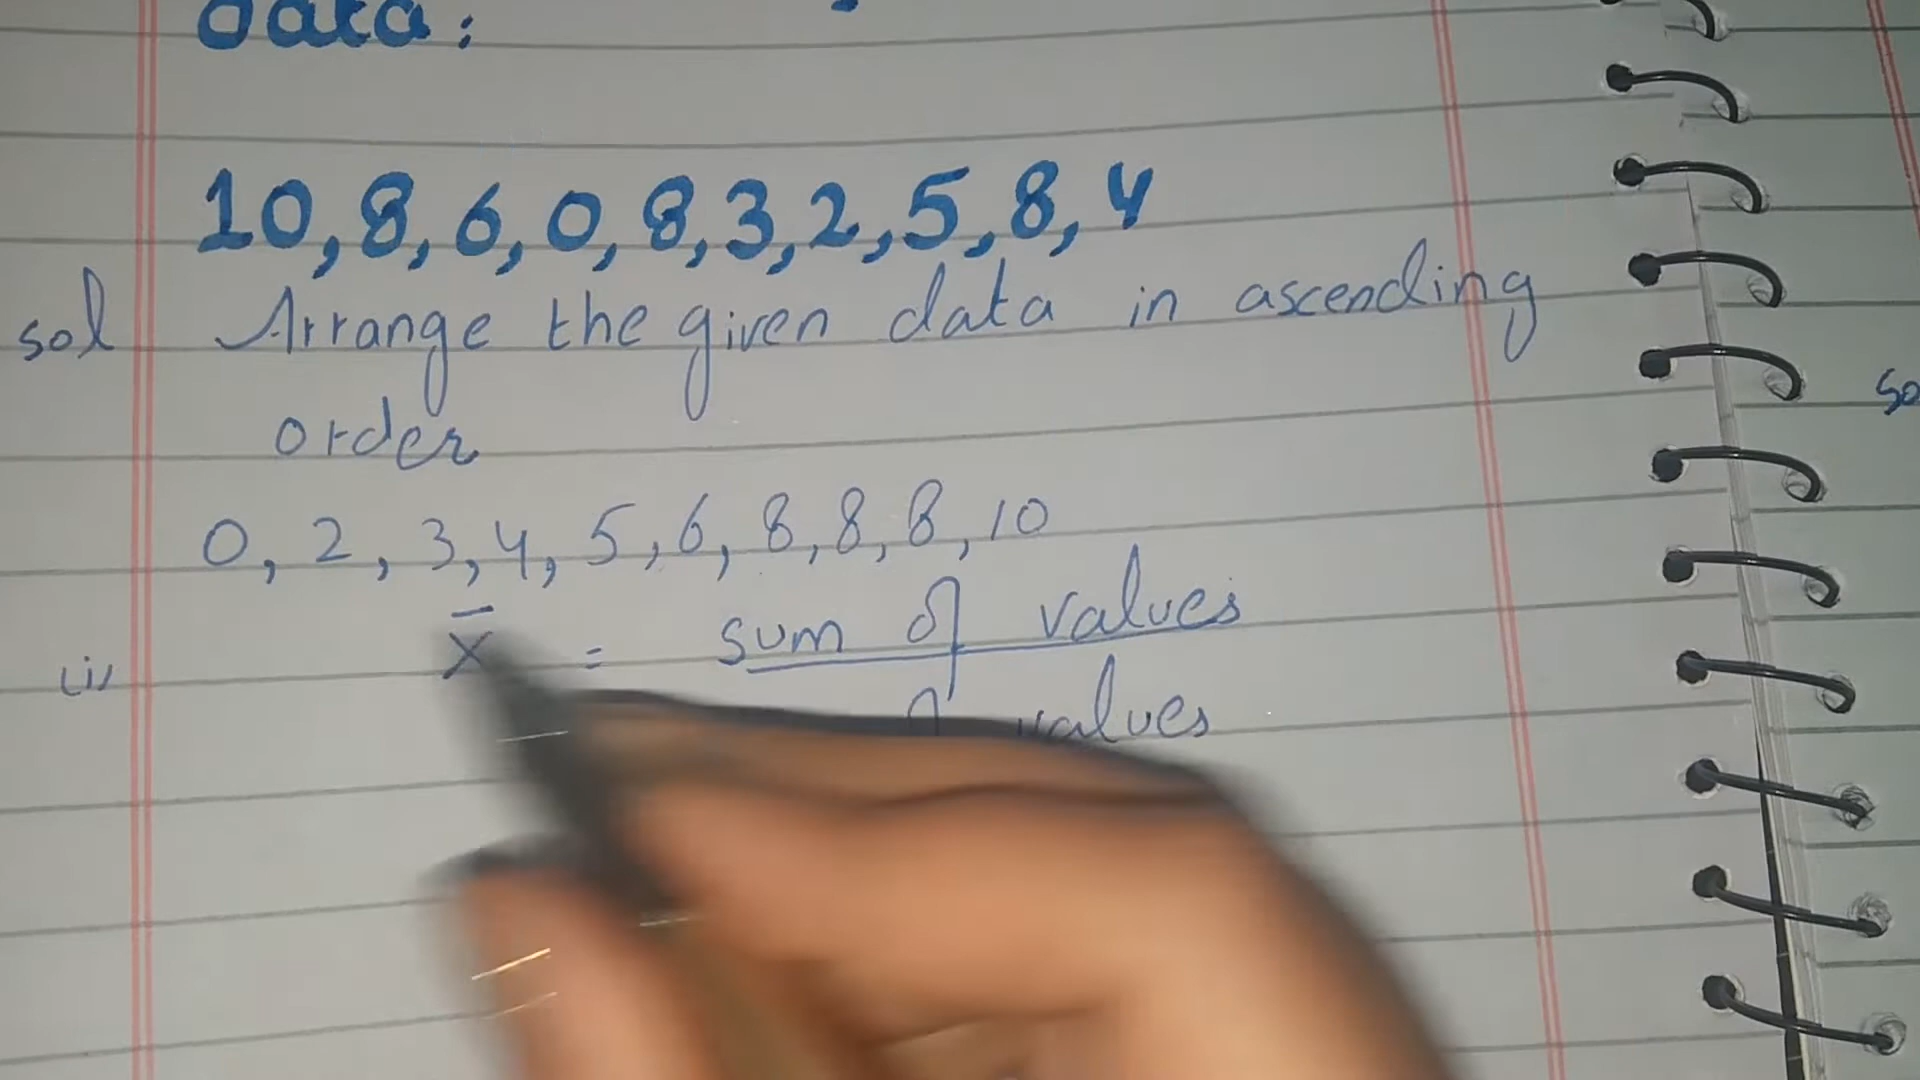 Data:
10,8,6,0,8,3,2,5,8,4
sol Arrange the given data in ascending
order
0, 2, 3, 4, 5, 6, 8, 8, 8, 10
(i) X̄ = sum of values
values